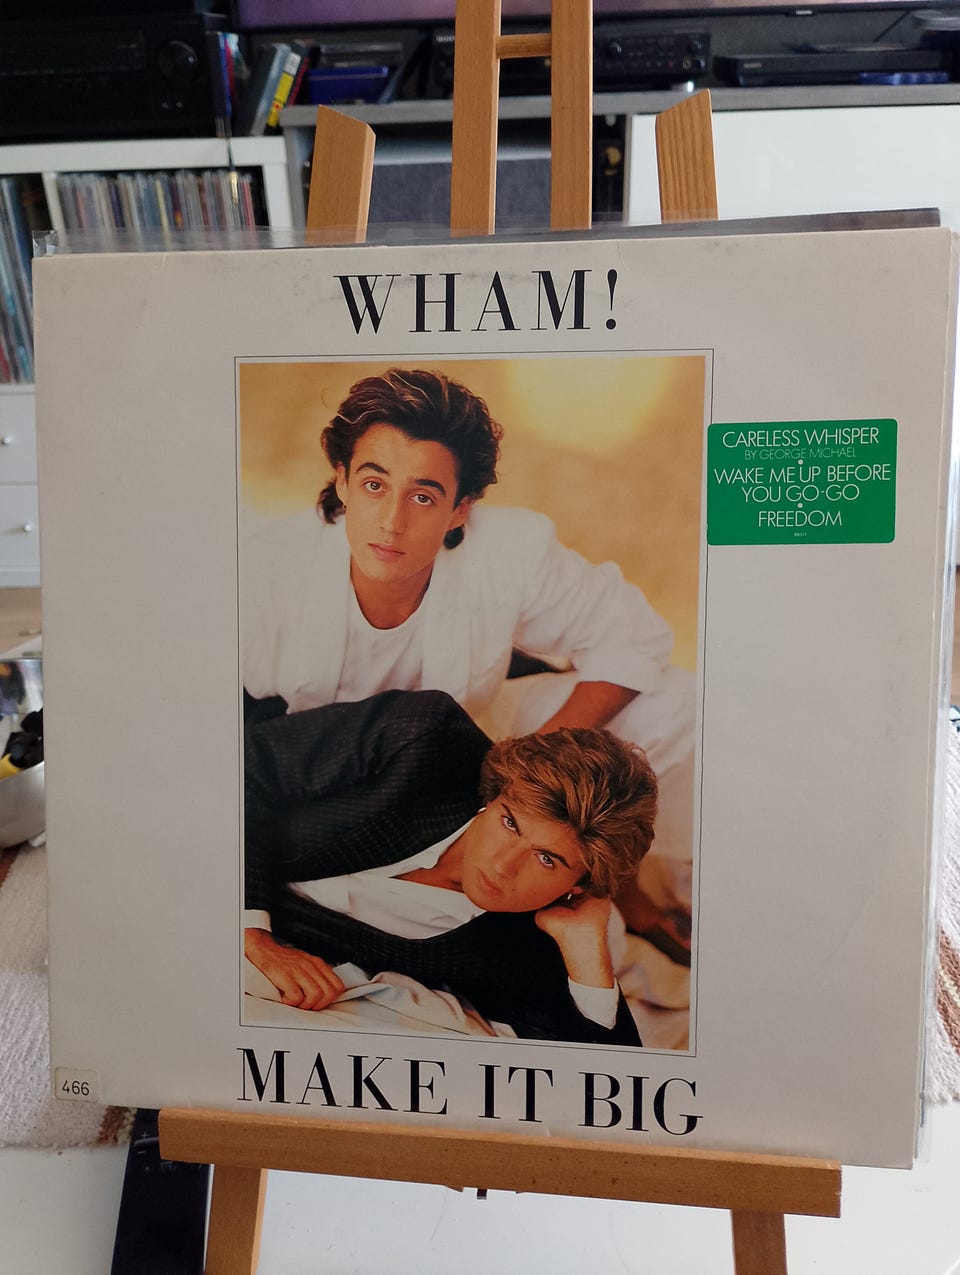 WHAM!
CARELESS WHISPER
BY GEORGE MICHAEL
WAKE ME UP BEFORE
YOU GO-GO
FREEDOM
466
MAKE IT BIG